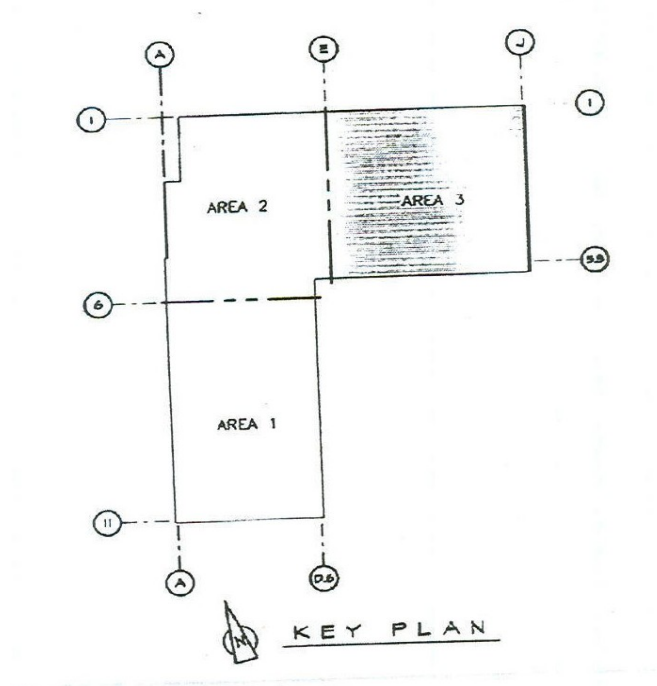 A E J
1 1
AREA 2 AREA 3
5.5
6
AREA 1
11
A D.6
N
KEY PLAN